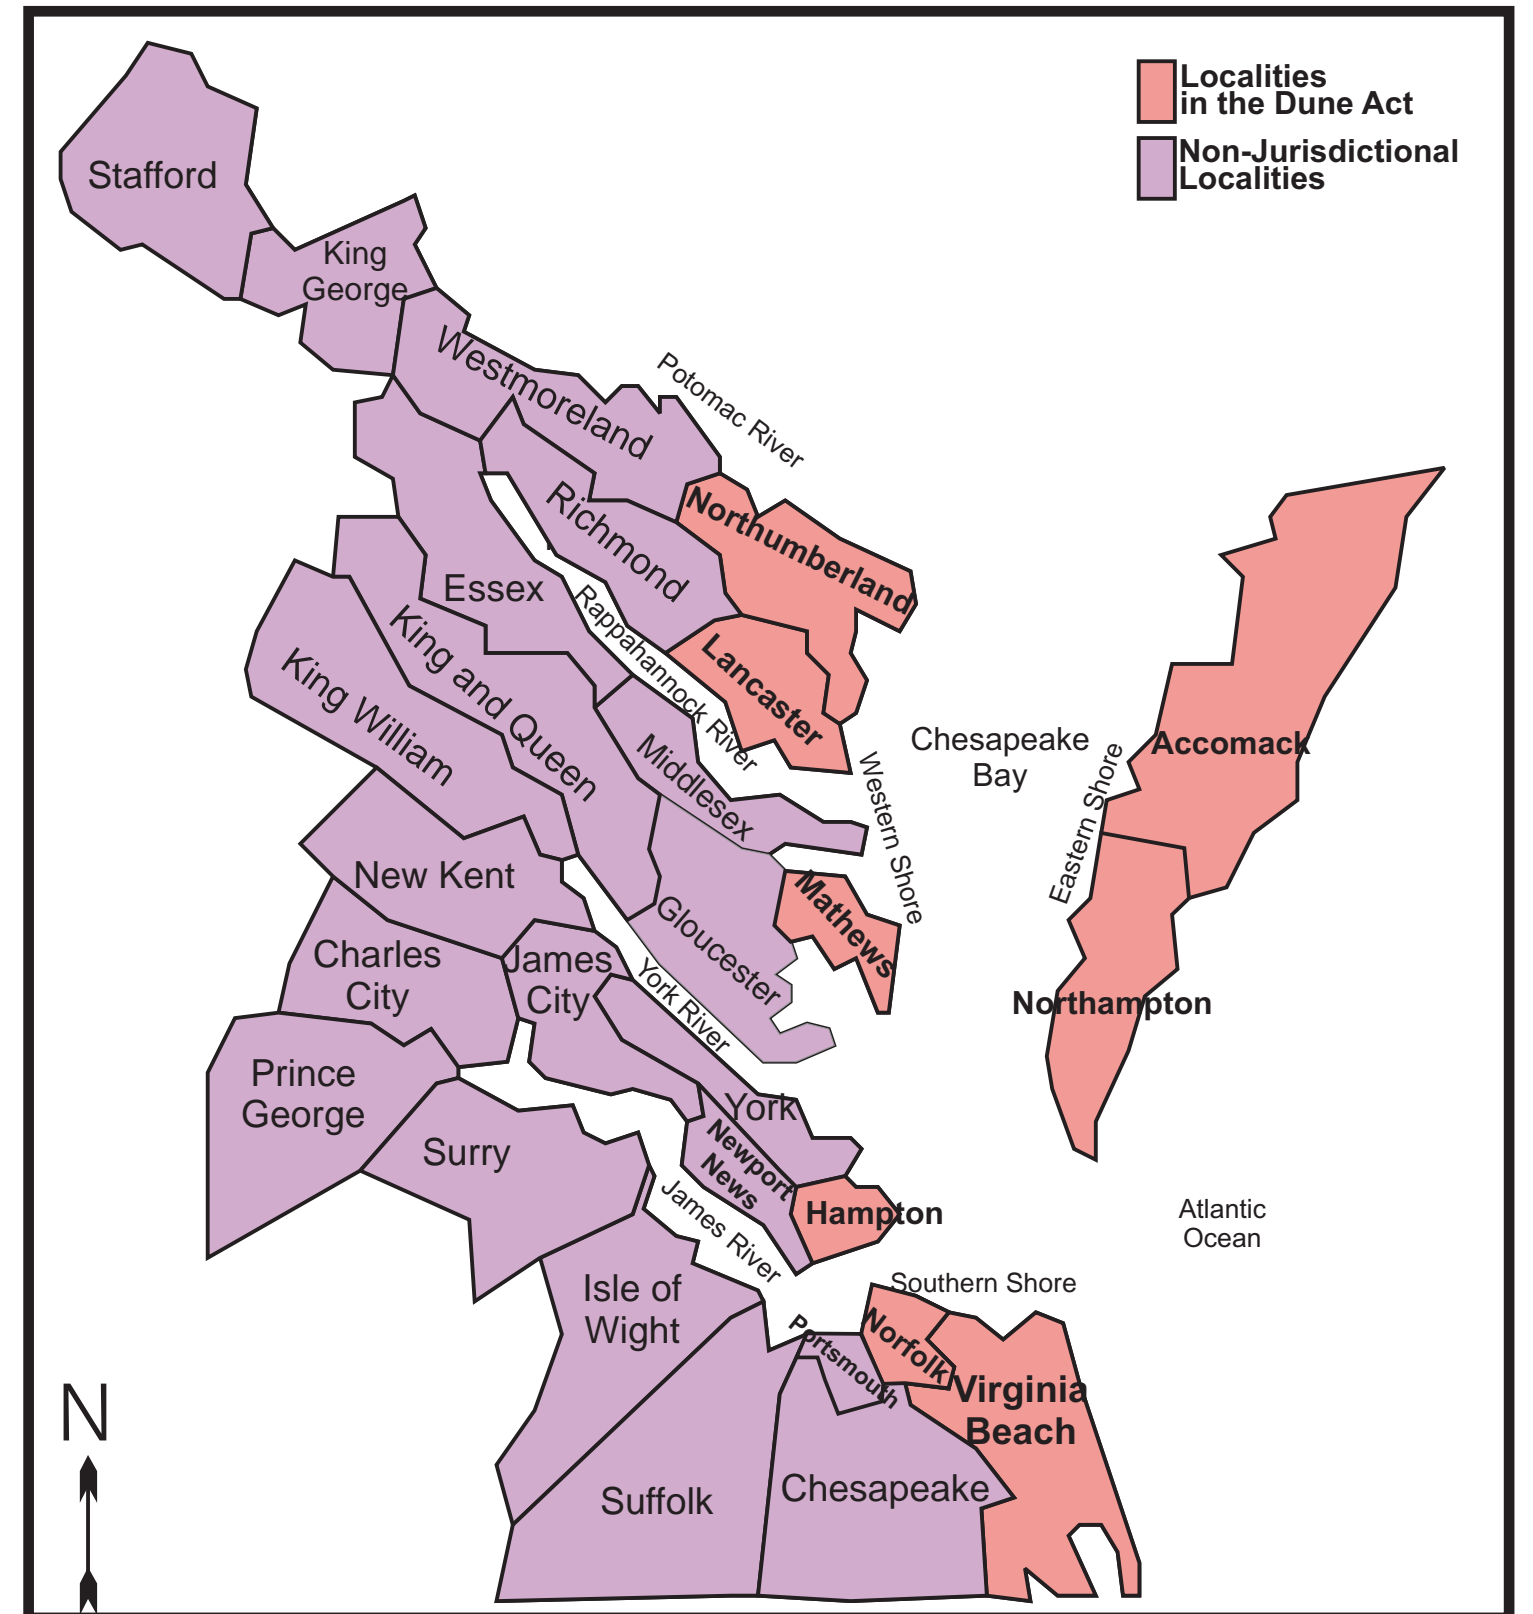 Localities
in the Dune Act
Non-Jurisdictional
Localities
Stafford
King
George
Westmoreland
Potomac River
Northumberland
Richmond
Essex
Rappahannock River
Lancaster
King and Queen
King William
Middlesex
Chesapeake
Bay
Western Shore
Eastern Shore
Accomack
New Kent
Mathews
Gloucester
Charles
City
James
City
York River
Northampton
Prince
George
York
Surry
Newport
News
James River
Hampton
Atlantic
Ocean
Southern Shore
Isle of
Wight
Portsmouth
Norfolk
Virginia
Beach
Suffolk
Chesapeake
N